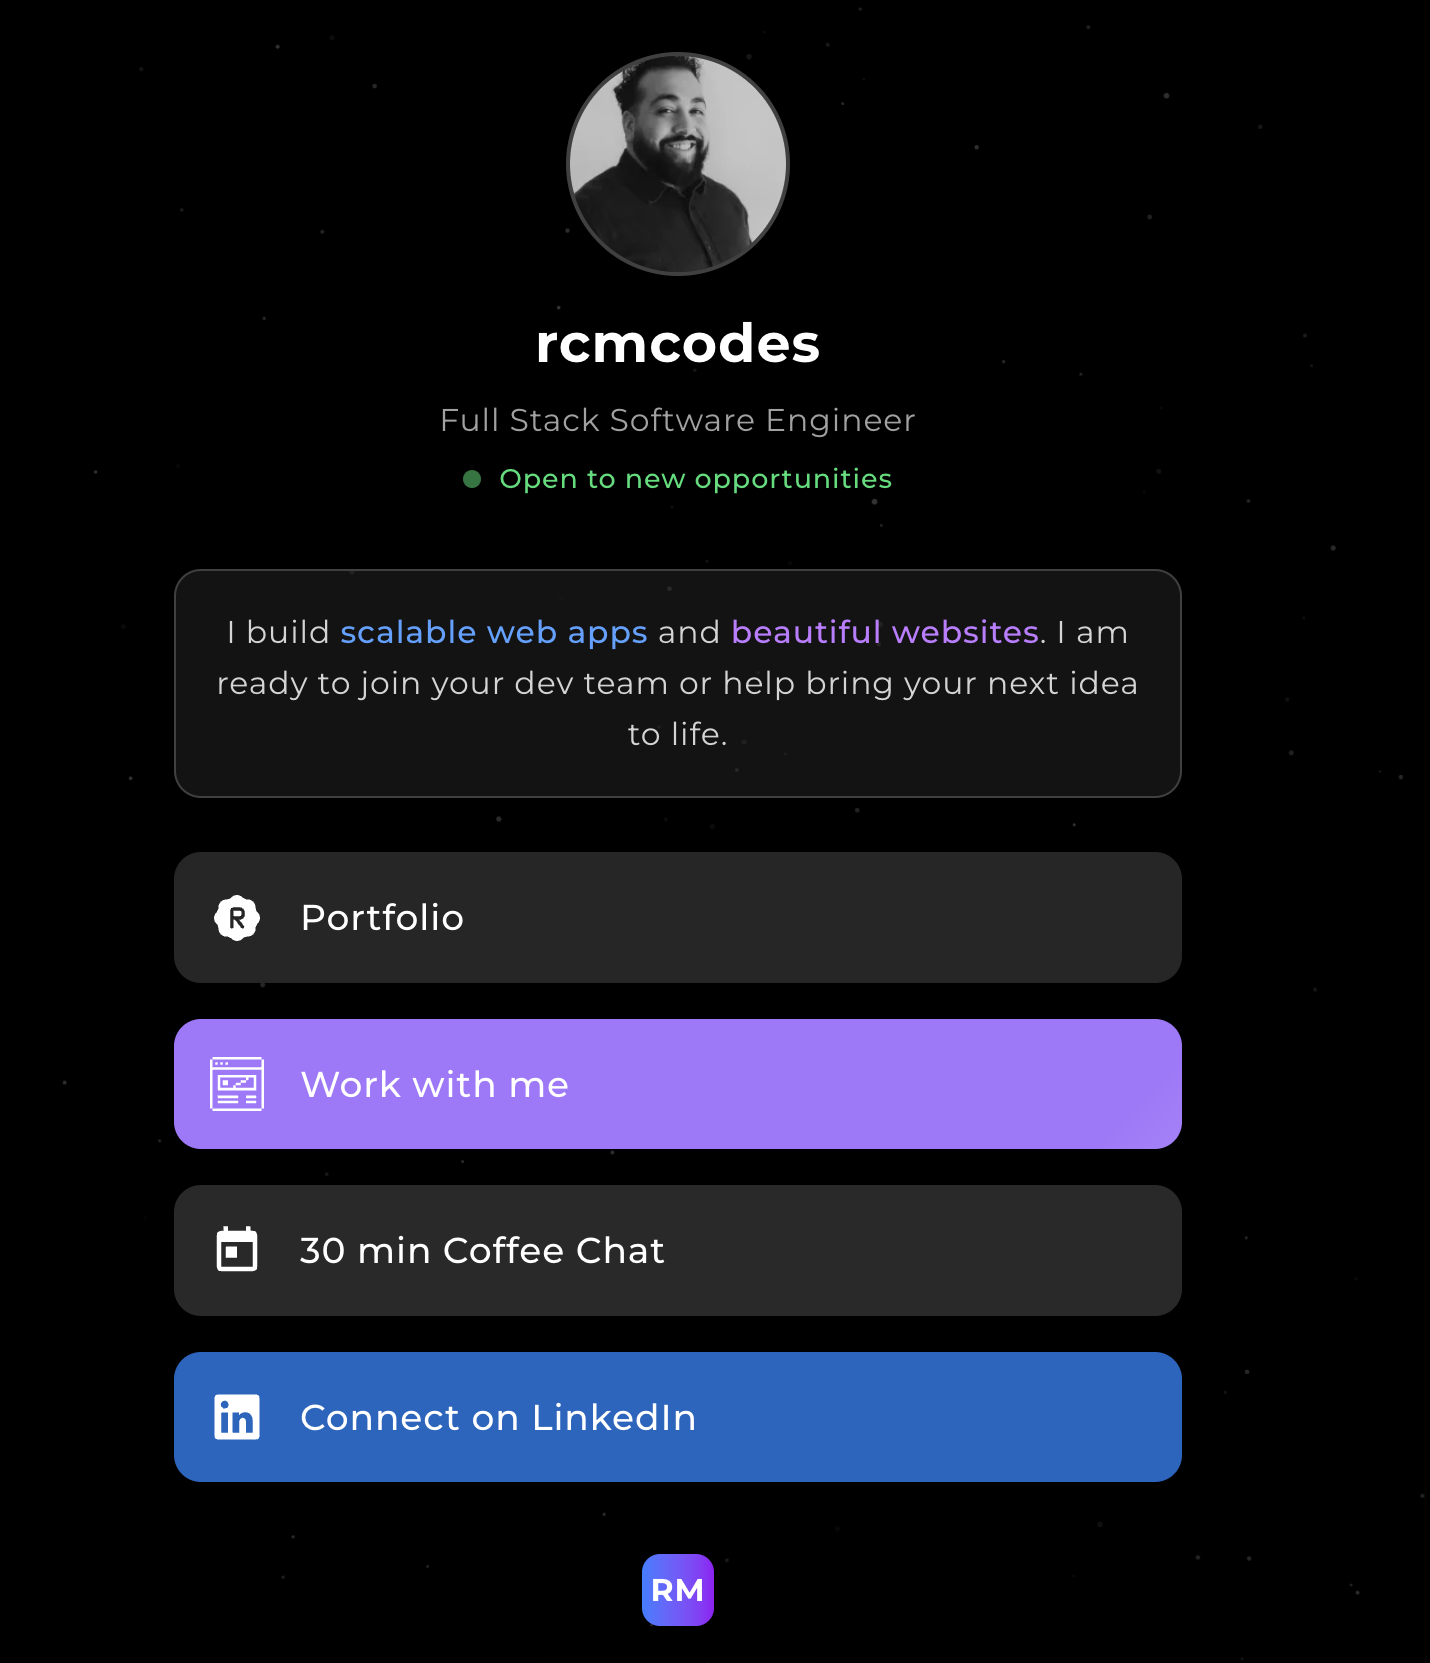 rcmcodes
Full Stack Software Engineer
Open to new opportunities
I build scalable web apps and beautiful websites. I am
ready to join your dev team or help bring your next idea
to life.
R
Portfolio
Work with me
30 min Coffee Chat
in
Connect on LinkedIn
RM